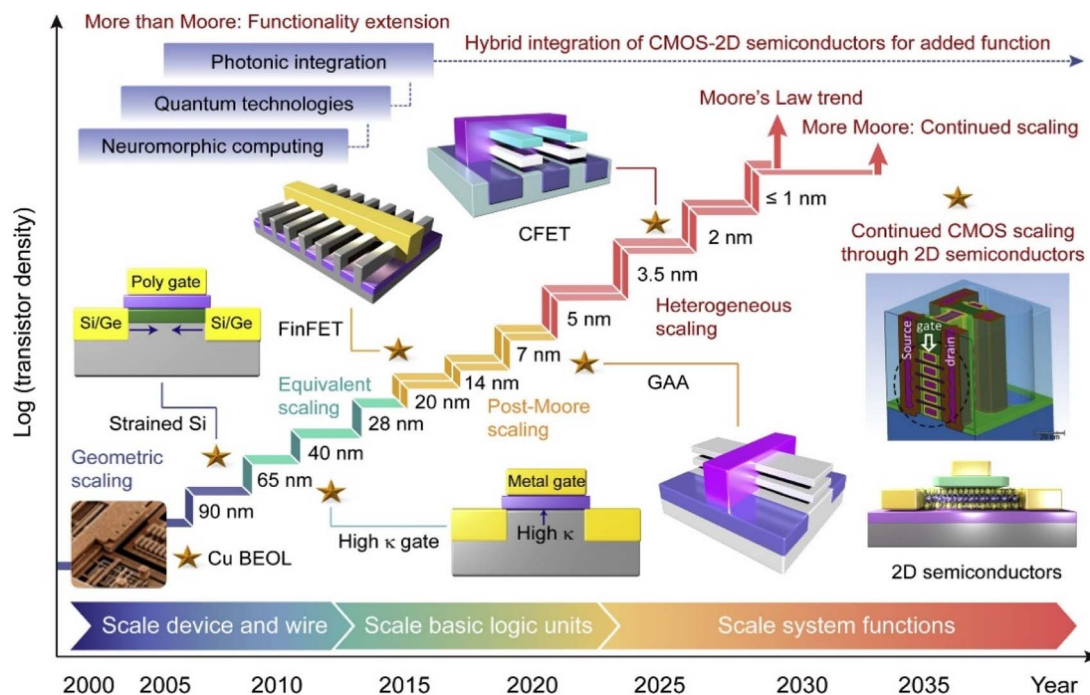 More than Moore: Functionality extension
Hybrid integration of CMOS-2D semiconductors for added function
Photonic integration
Quantum technologies
Neuromorphic computing
Moore's Law trend
More Moore: Continued scaling
≤ 1 nm
2 nm
CFET
3.5 nm
Continued CMOS scaling
through 2D semiconductors
Log (transistor density)
Poly gate
Si/Ge
Si/Ge
FinFET
5 nm
Heterogeneous
scaling
gate
Source
drain
20 nm
7 nm
GAA
Equivalent
scaling
14 nm
20 nm
Post-Moore
scaling
Strained Si
28 nm
40 nm
Geometric
scaling
65 nm
90 nm
Metal gate
High κ
High κ gate
Cu BEOL
2D semiconductors
Scale device and wire
Scale basic logic units
Scale system functions
2000
2005
2010
2015
2020
2025
2030
2035
Year